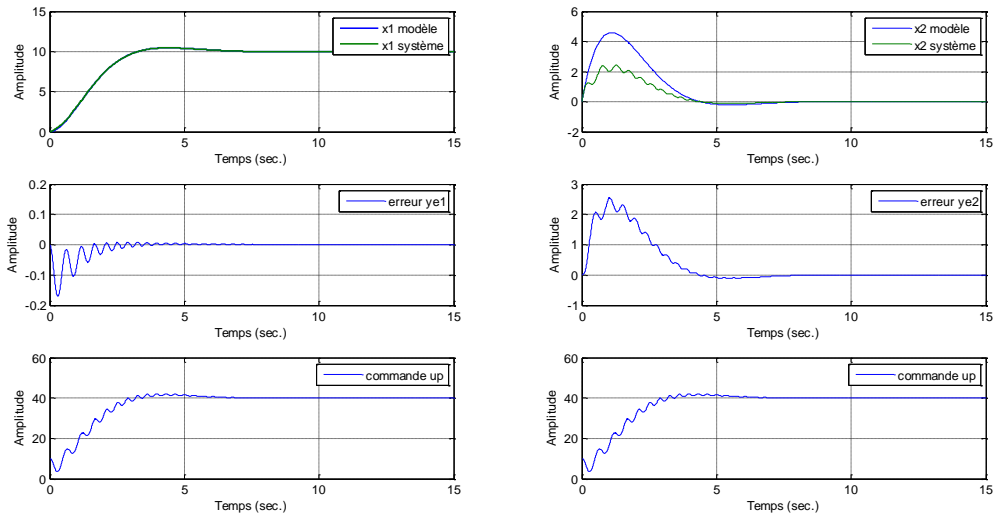 x1 modèle
x1 système
Amplitude
15
10
5
0
0
5
10
15
Temps (sec.)
x2 modèle
x2 système
Amplitude
6
4
2
0
-2
0
5
10
15
Temps (sec.)
erreur ye1
Amplitude
0.2
0.1
0
-0.1
-0.2
0
5
10
15
Temps (sec.)
erreur ye2
Amplitude
3
2
1
0
-1
0
5
10
15
Temps (sec.)
commande up
Amplitude
60
40
20
0
0
5
10
15
Temps (sec.)
commande up
Amplitude
60
40
20
0
0
5
10
15
Temps (sec.)